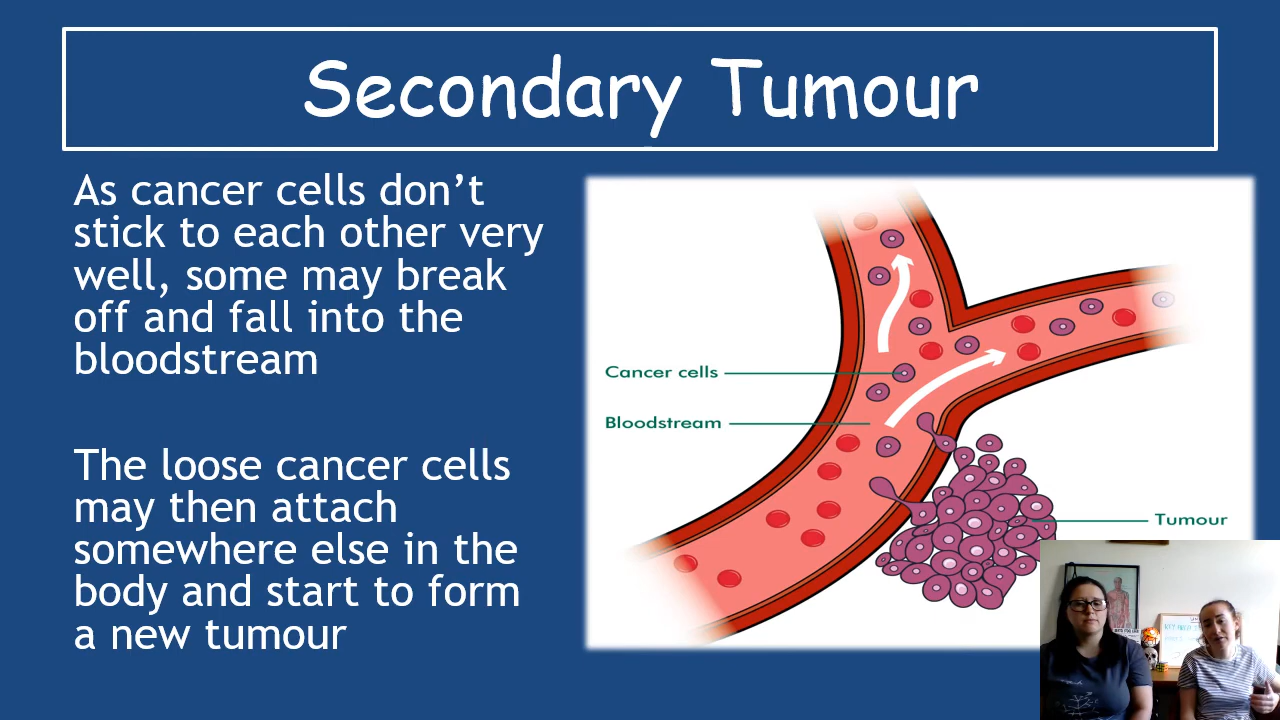 Secondary Tumour
As cancer cells don’t
stick to each other very
well, some may break
off and fall into the
bloodstream
The loose cancer cells
may then attach
somewhere else in the
body and start to form
a new tumour
Cancer cells
Bloodstream
Tumour